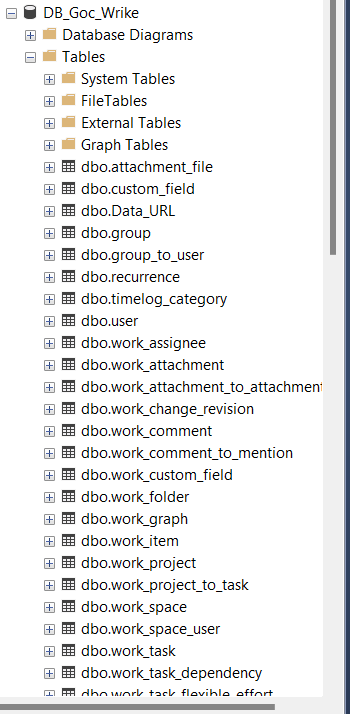 DB_Goc_Wrike
Database Diagrams
Tables
System Tables
FileTables
External Tables
Graph Tables
dbo.attachment_file
dbo.custom_field
dbo.Data_URL
dbo.group
dbo.group_to_user
dbo.recurrence
dbo.timelog_category
dbo.user
dbo.work_assignee
dbo.work_attachment
dbo.work_attachment_to_attachment
dbo.work_change_revision
dbo.work_comment
dbo.work_comment_to_mention
dbo.work_custom_field
dbo.work_folder
dbo.work_graph
dbo.work_item
dbo.work_project
dbo.work_project_to_task
dbo.work_space
dbo.work_space_user
dbo.work_task
dbo.work_task_dependency
dbo.work_task_flexible_effort